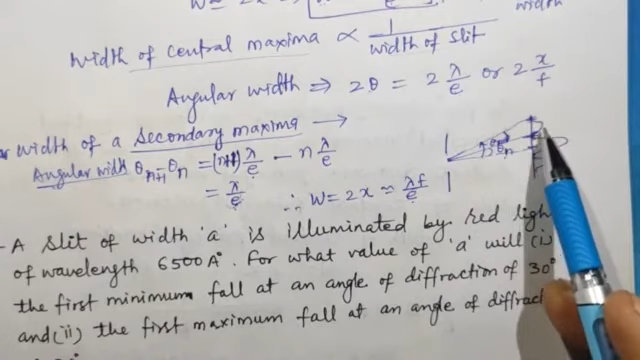 width
Width of central maxima ∝ 1/width of slit
Angular width ⇒ 2θ = 2 λ/e or 2 x/f
width of a Secondary maxima →
Angular width θn+1 - θn = (n+1) λ/e - n λ/e
= λ/e ∴ W = 2x ≈ λf/e
A slit of width 'a' is illuminated by red ligh
of wavelength 6500 A°. For what value of 'a' will (i)
the first minimum fall at an angle of diffraction of 30°
and (ii) the first maximum fall at an angle of diffract